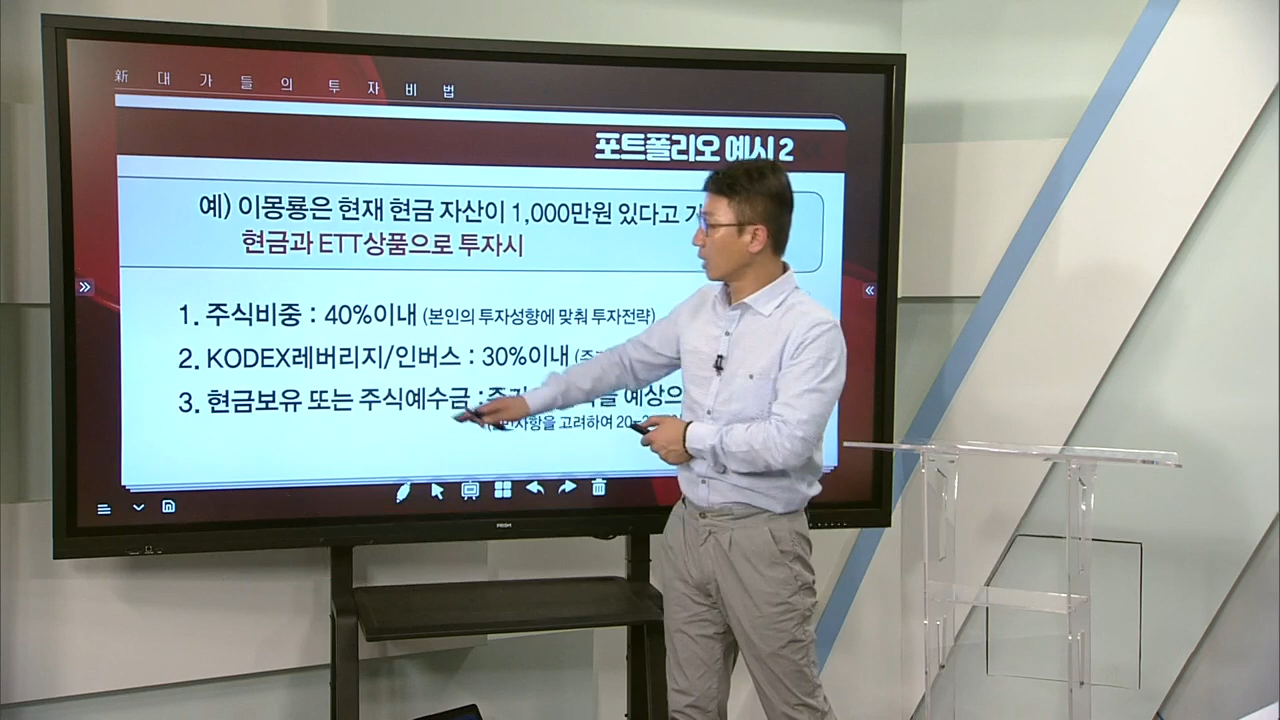 新 대 가 들 의 투 자 비 법
포트폴리오 예시 2
예) 이몽룡은 현재 현금 자산이 1,000만원 있다고
현금과 ETT상품으로 투자시
1. 주식비중 : 40%이내 (본인의 투자성향에 맞춰 투자전략)
2. KODEX레버리지/인버스 : 30%이내
3. 현금보유 또는 주식예수금 : 예상으
고려하여
PRISM